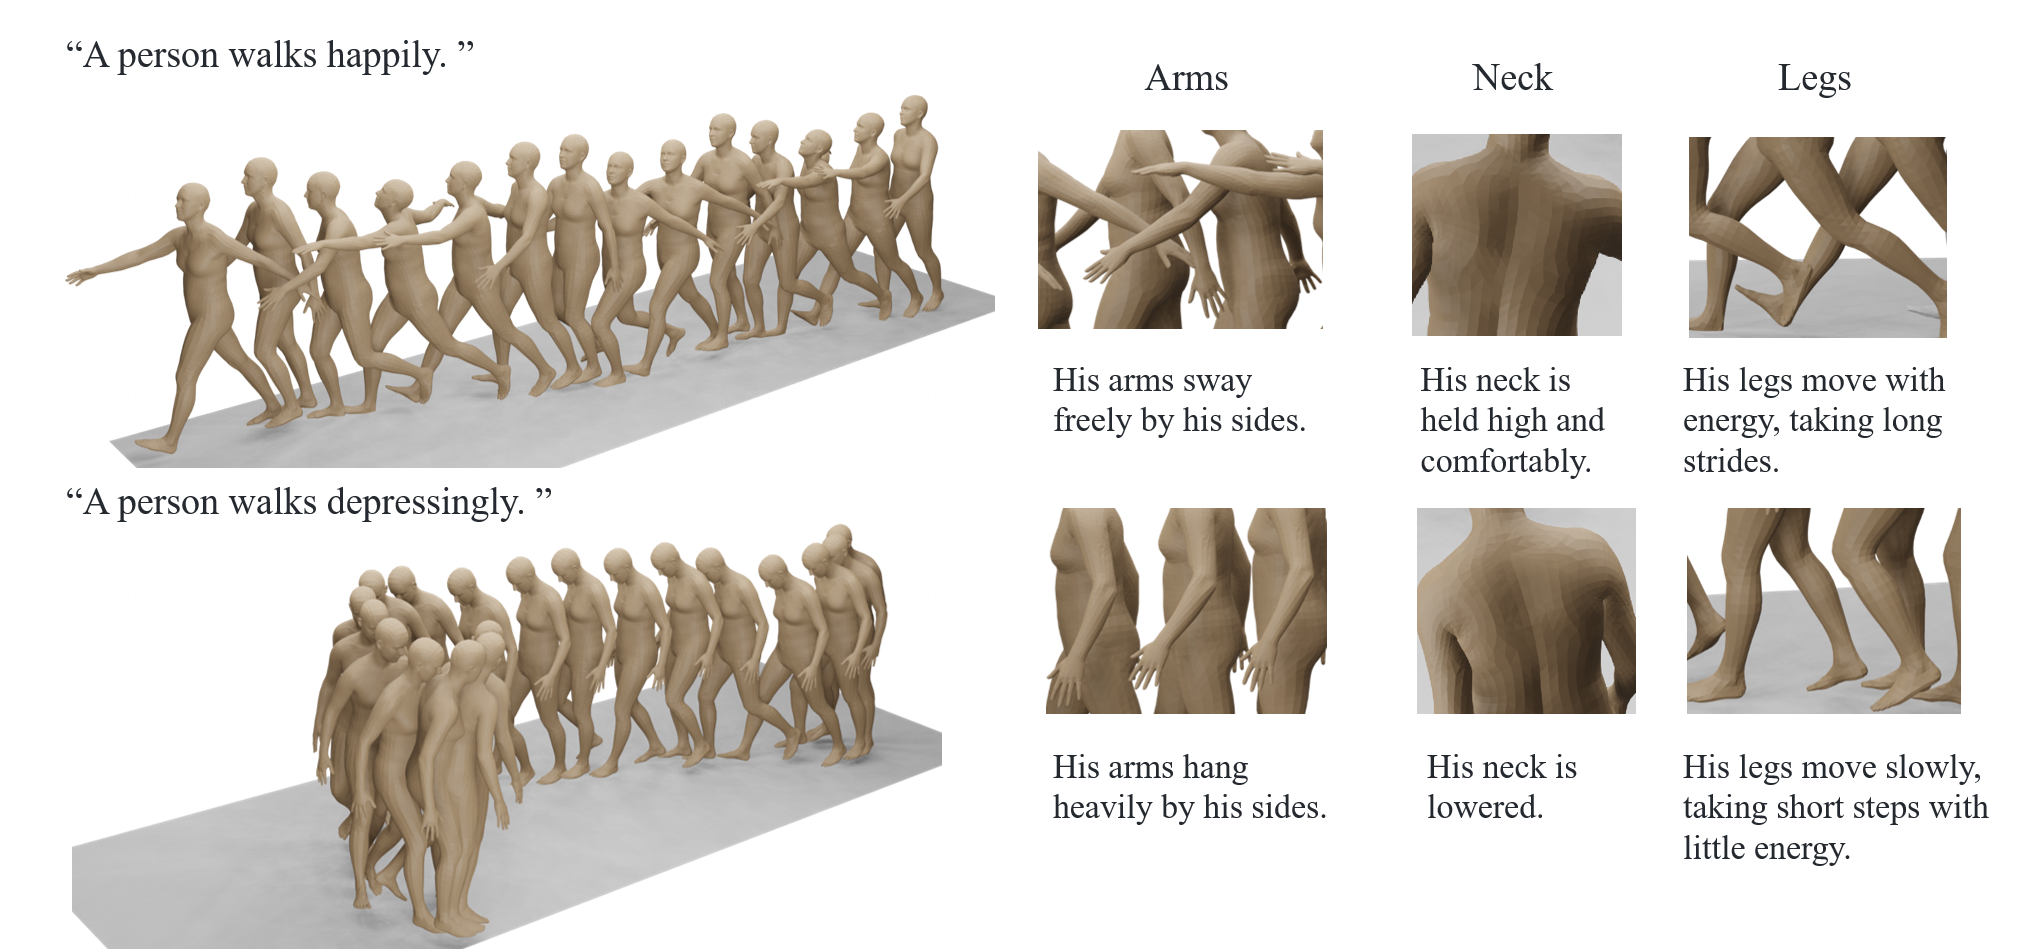 “A person walks happily. ”
Arms
Neck
Legs
His arms sway
freely by his sides.
His neck is
held high and
comfortably.
His legs move with
energy, taking long
strides.
“A person walks depressingly. ”
His arms hang
heavily by his sides.
His neck is
lowered.
His legs move slowly,
taking short steps with
little energy.